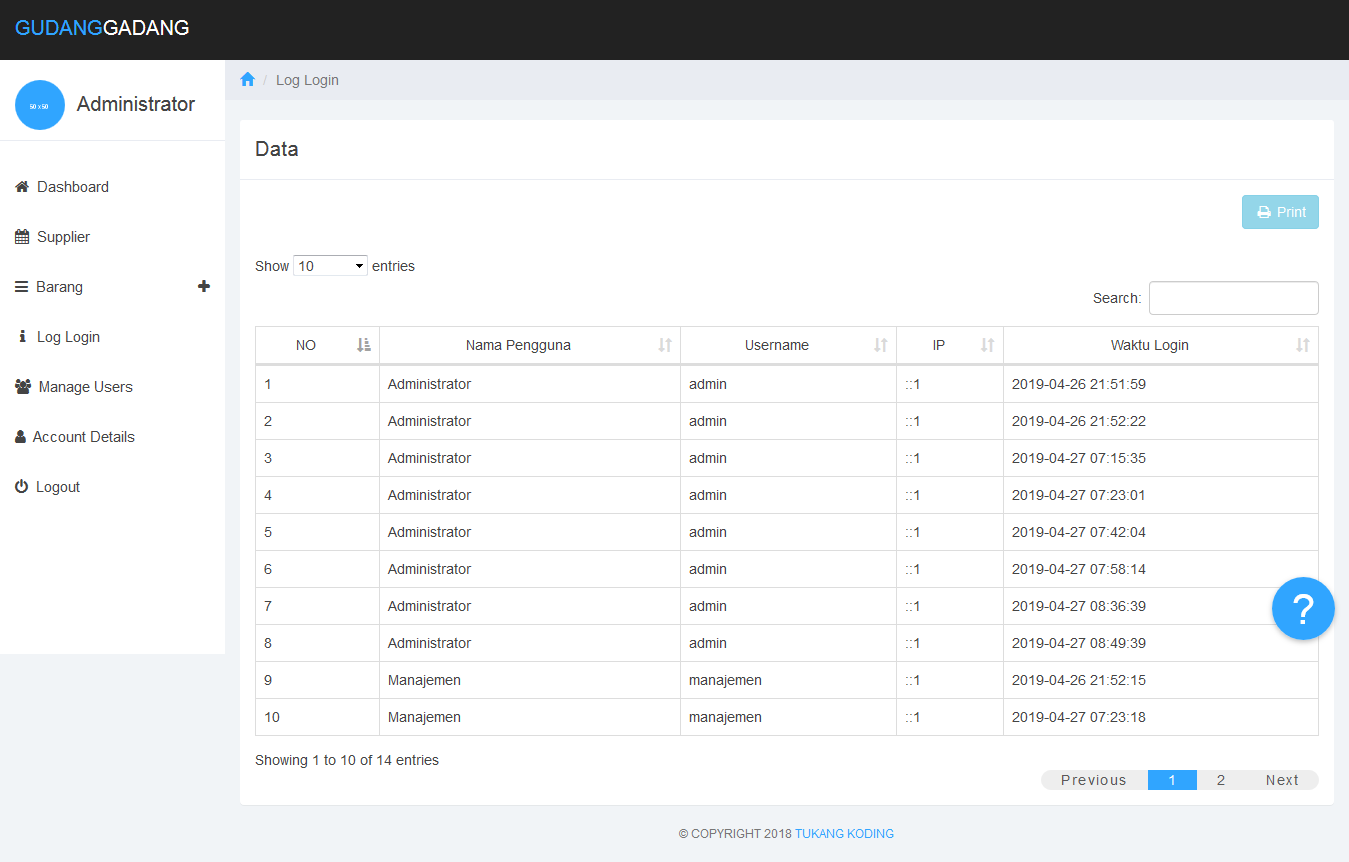 GUDANGGADANG
50 x 50
Administrator
Dashboard
Supplier
Barang
Log Login
Manage Users
Account Details
Logout
/ Log Login
Data
Print
Show 10 entries
Search:
NO Nama Pengguna Username IP Waktu Login
1 Administrator admin ::1 2019-04-26 21:51:59
2 Administrator admin ::1 2019-04-26 21:52:22
3 Administrator admin ::1 2019-04-27 07:15:35
4 Administrator admin ::1 2019-04-27 07:23:01
5 Administrator admin ::1 2019-04-27 07:42:04
6 Administrator admin ::1 2019-04-27 07:58:14
7 Administrator admin ::1 2019-04-27 08:36:39
8 Administrator admin ::1 2019-04-27 08:49:39
9 Manajemen manajemen ::1 2019-04-26 21:52:15
10 Manajemen manajemen ::1 2019-04-27 07:23:18
?
Showing 1 to 10 of 14 entries
Previous 1 2 Next
© COPYRIGHT 2018 TUKANG KODING